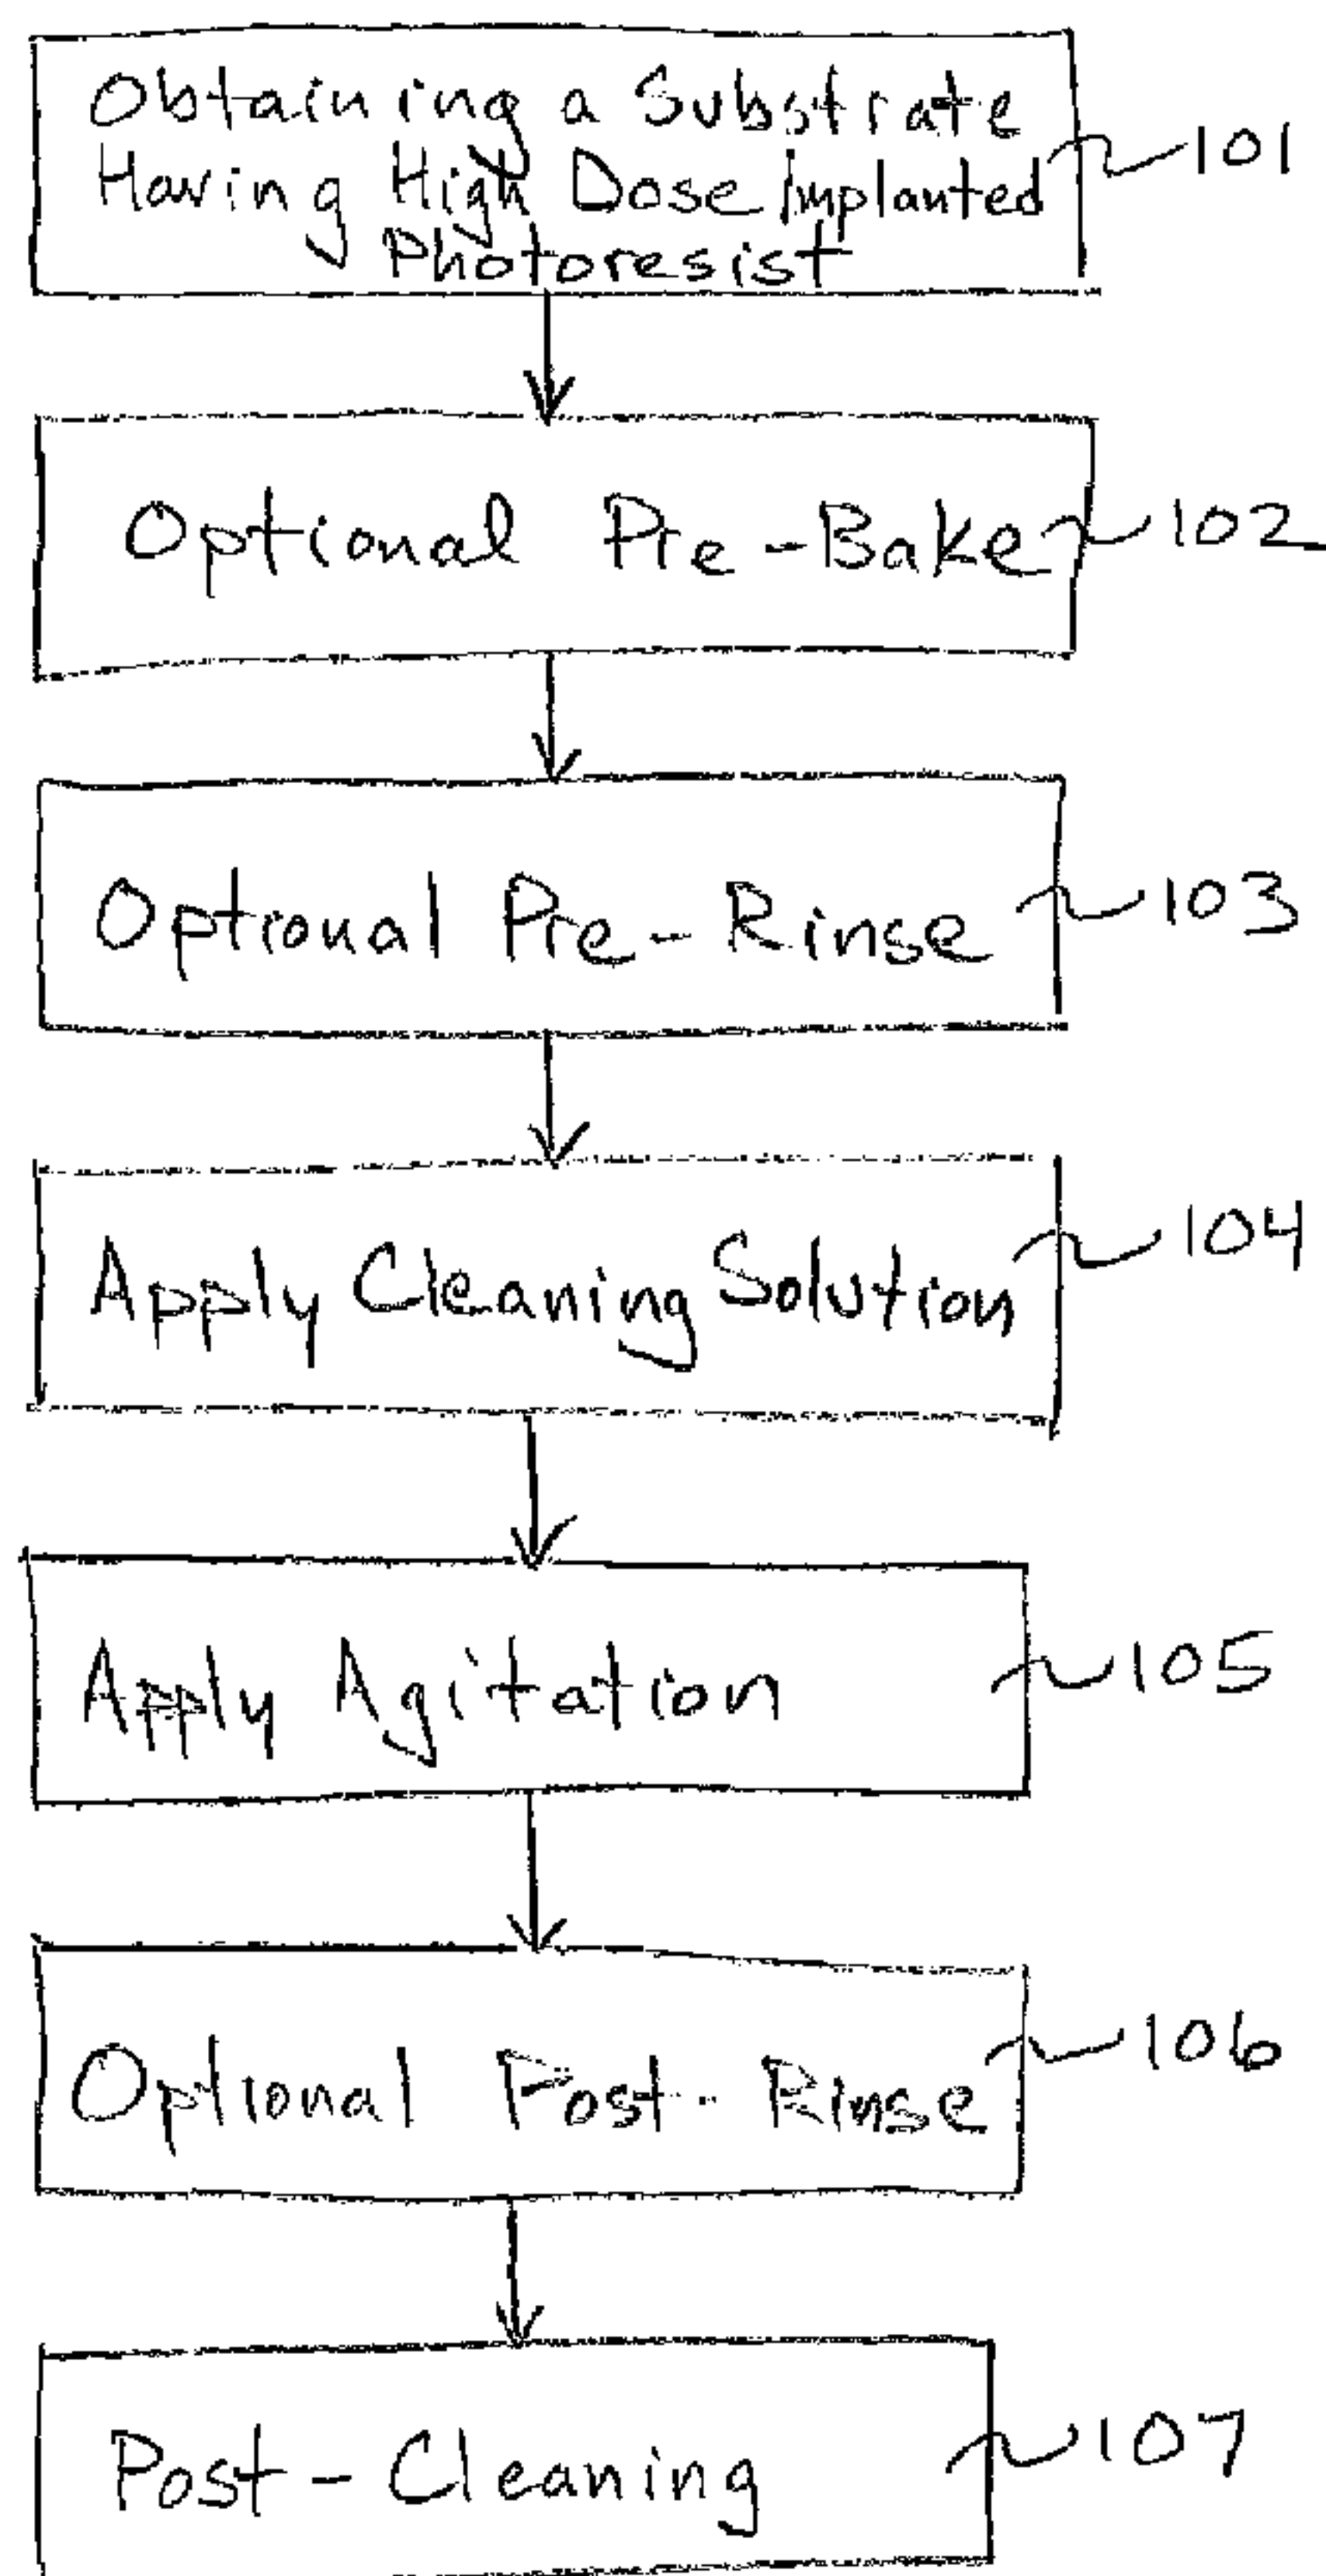 Obtaining a Substrate
Having High Dose Implanted 101
Photoresist
Optional Pre-Bake 102
Optional Pre-Rinse 103
Apply Cleaning Solution 104
Apply Agitation 105
Optional Post-Rinse 106
Post-Cleaning 107